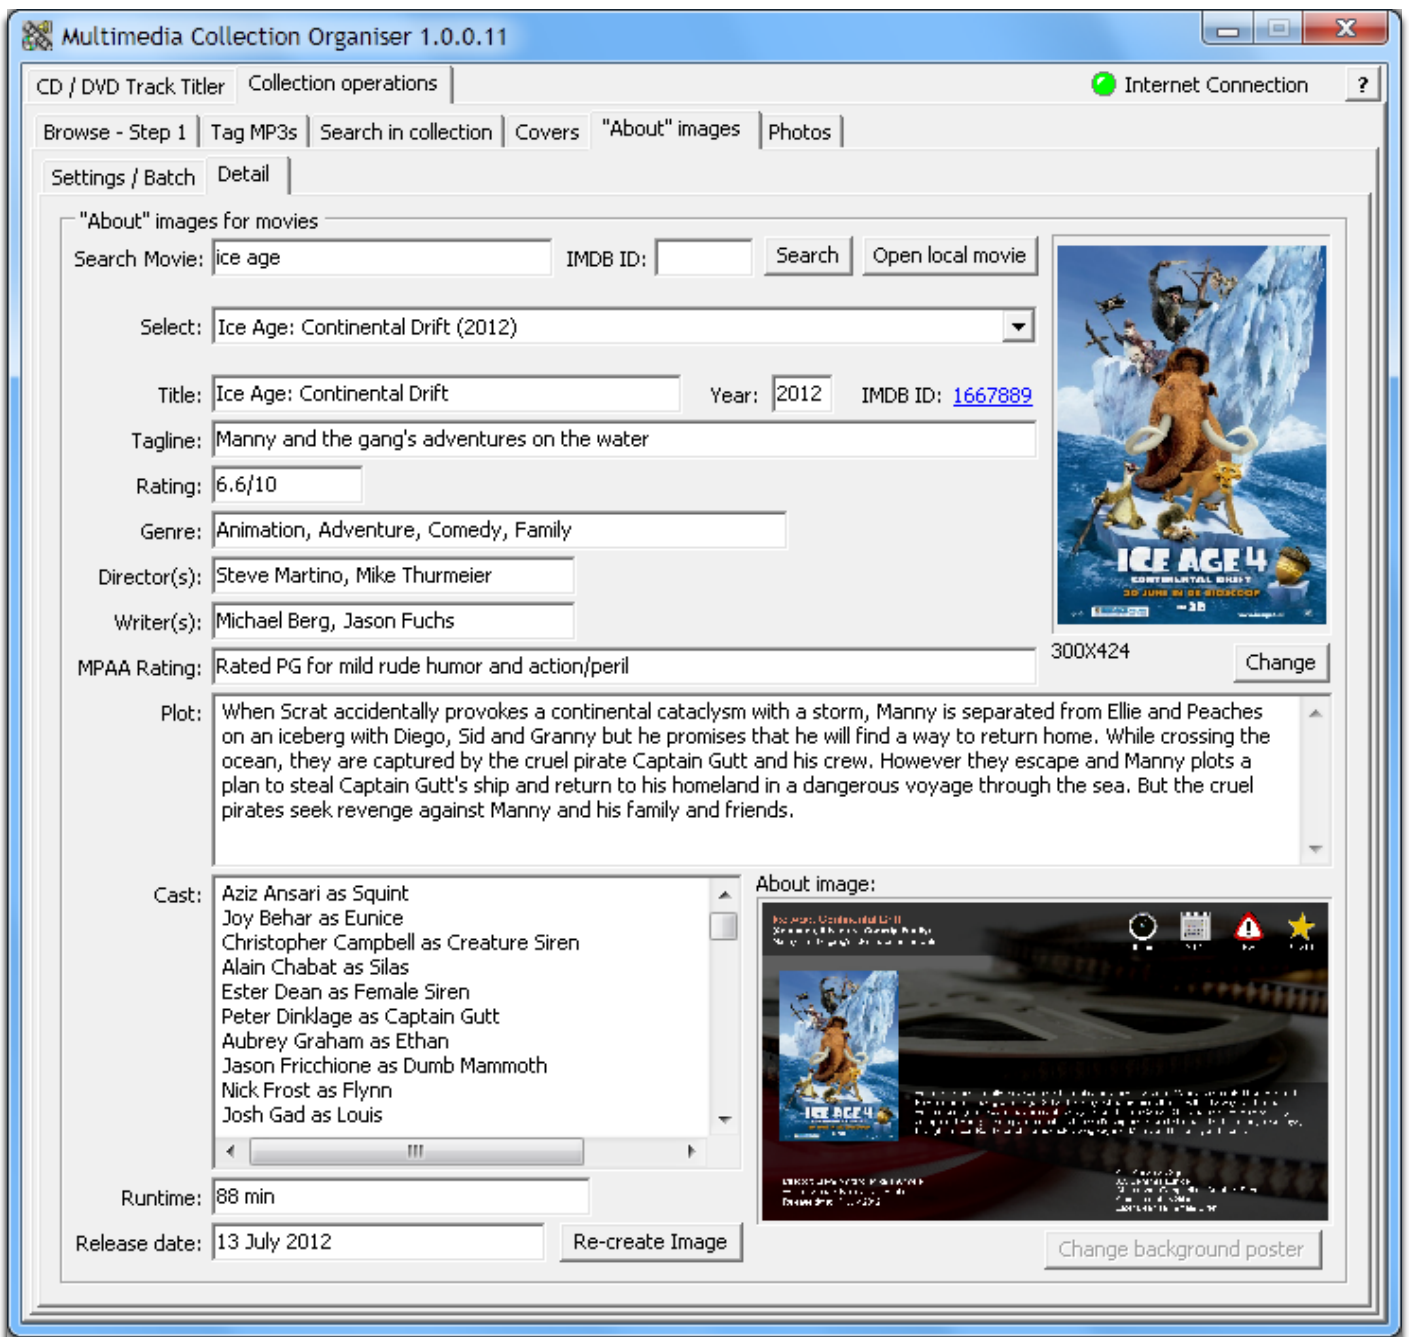 Multimedia Collection Organiser 1.0.0.11
CD / DVD Track Titler Collection operations Internet Connection ?
Browse - Step 1 Tag MP3s Search in collection Covers "About" images Photos
Settings / Batch Detail
"About" images for movies
Search Movie: ice age IMDB ID: Search Open local movie
Select: Ice Age: Continental Drift (2012)
Title: Ice Age: Continental Drift Year: 2012 IMDB ID: 1667889
Tagline: Manny and the gang's adventures on the water
Rating: 6.6/10
Genre: Animation, Adventure, Comedy, Family
Director(s): Steve Martino, Mike Thurmeier
Writer(s): Michael Berg, Jason Fuchs
MPAA Rating: Rated PG for mild rude humor and action/peril
ICE AGE 4
CONTINENTAL DRIFT
30 JUNI IN DE BIOSCOOP
300X424
Change
Plot: When Scrat accidentally provokes a continental cataclysm with a storm, Manny is separated from Ellie and Peaches
on an iceberg with Diego, Sid and Granny but he promises that he will find a way to return home. While crossing the
ocean, they are captured by the cruel pirate Captain Gutt and his crew. However they escape and Manny plots a
plan to steal Captain Gutt's ship and return to his homeland in a dangerous voyage through the sea. But the cruel
pirates seek revenge against Manny and his family and friends.
Cast: Aziz Ansari as Squint
Joy Behar as Eunice
Christopher Campbell as Creature Siren
Alain Chabat as Silas
Ester Dean as Female Siren
Peter Dinklage as Captain Gutt
Aubrey Graham as Ethan
Jason Fricchione as Dumb Mammoth
Nick Frost as Flynn
Josh Gad as Louis
About image:
ICE AGE 4
Runtime: 88 min
Release date: 13 July 2012 Re-create Image
Change background poster